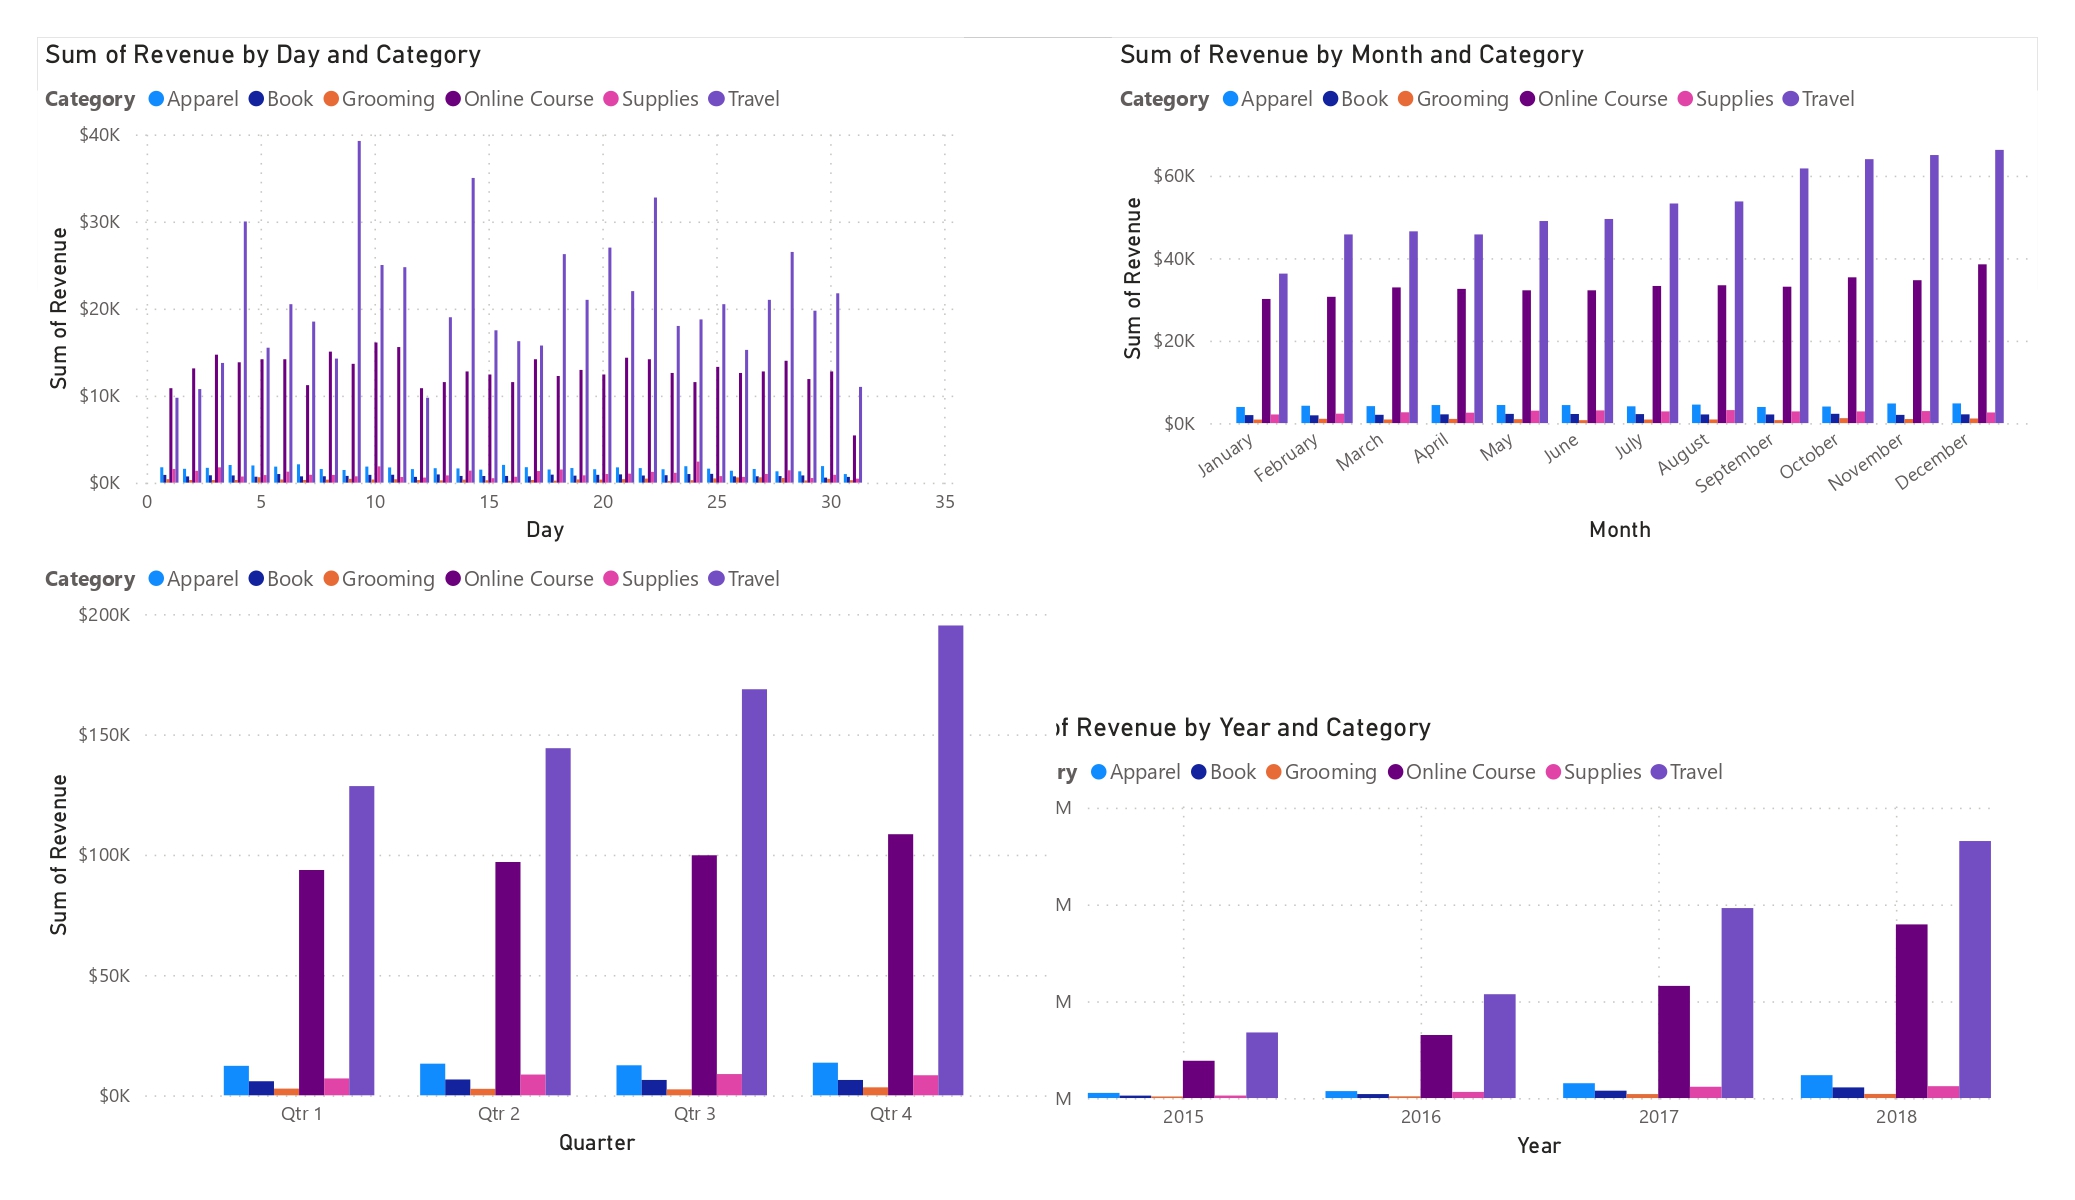 Sum of Revenue by Day and Category
Category Apparel Book Grooming Online Course Supplies Travel
$40K
$30K
$20K
$10K
$0K
Sum of Revenue
0 5 10 15 20 25 30 35
Day
Sum of Revenue by Month and Category
Category Apparel Book Grooming Online Course Supplies Travel
$60K
$40K
$20K
$0K
Sum of Revenue
January February March April May June July August September October November December
Month
Category Apparel Book Grooming Online Course Supplies Travel
$200K
$150K
$100K
$50K
$0K
Sum of Revenue
Qtr 1 Qtr 2 Qtr 3 Qtr 4
Quarter
of Revenue by Year and Category
ry Apparel Book Grooming Online Course Supplies Travel
M
M
M
M
2015 2016 2017 2018
Year